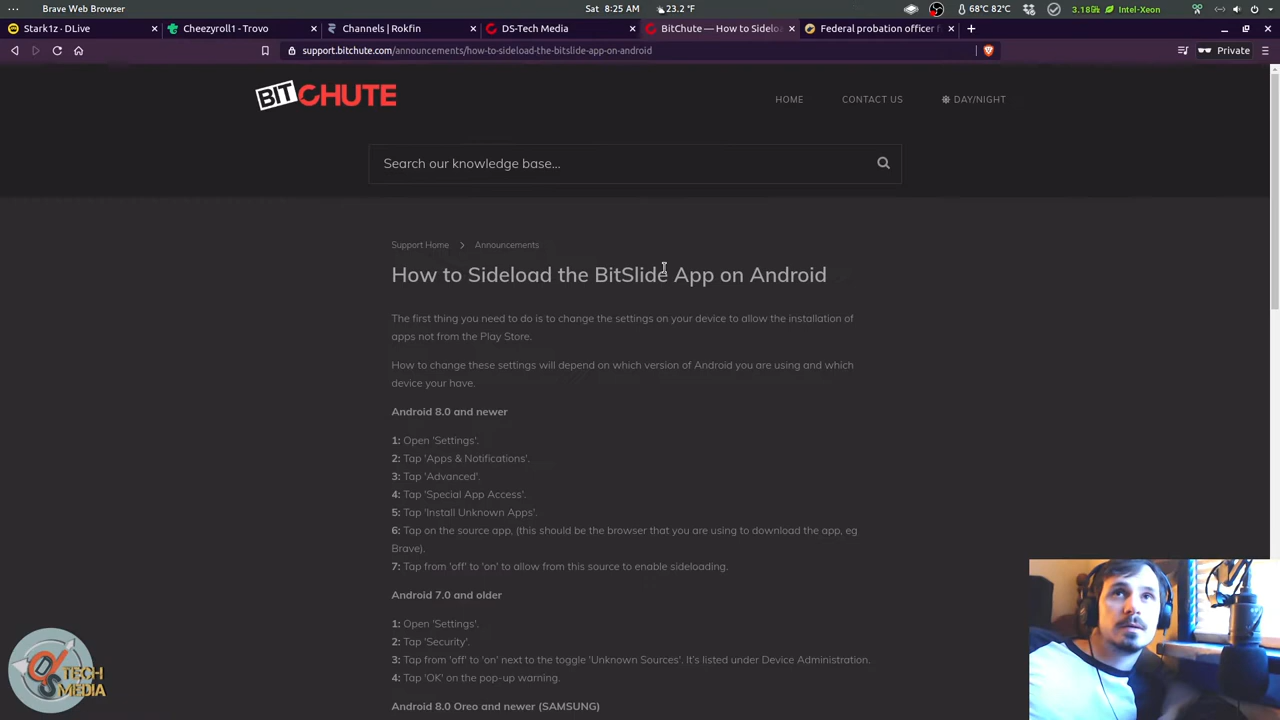 Brave Web Browser
Sat 8:25 AM
23.2 °F
68°C 82°C
3.18
Intel-Xeon
Stark1z - DLive
Cheezyroll1 - Trovo
Channels | Rokfin
DS-Tech Media
BitChute — How to Sideloa
Federal probation officer f
support.bitchute.com/announcements/how-to-sideload-the-bitslide-app-on-android
Private
BITCHUTE
HOME
CONTACT US
DAY/NIGHT
Search our knowledge base...
Support Home
Announcements
How to Sideload the BitSlide App on Android
The first thing you need to do is to change the settings on your device to allow the installation of
apps not from the Play Store.
How to change these settings will depend on which version of Android you are using and which
device your have.
Android 8.0 and newer
1: Open 'Settings'.
2: Tap 'Apps & Notifications'.
3: Tap 'Advanced'.
4: Tap 'Special App Access'.
5: Tap 'Install Unknown Apps'.
6: Tap on the source app, (this should be the browser that you are using to download the app, eg
Brave).
7: Tap from 'off' to 'on' to allow from this source to enable sideloading.
Android 7.0 and older
1: Open 'Settings'.
2: Tap 'Security'.
3: Tap from 'off' to 'on' next to the toggle 'Unknown Sources'. It's listed under Device Administration.
4: Tap 'OK' on the pop-up warning.
Android 8.0 Oreo and newer (SAMSUNG)
TECH
MEDIA